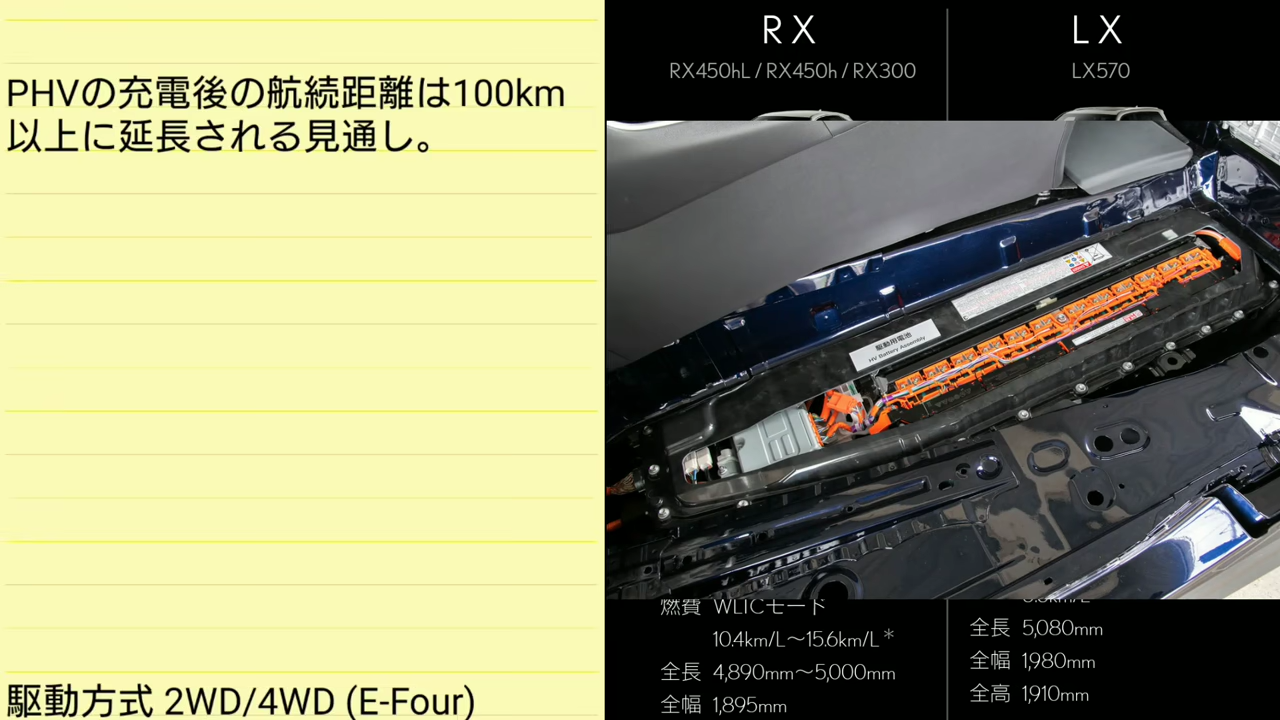 PHVの充電後の航続距離は100km
以上に延長される見通し。
駆動方式 2WD/4WD (E-Four)
RX
RX450hL / RX450h / RX300
LX
LX570
駆動用電池
HV Battery Assembly
燃費 WLTCモード
10.4km/L〜15.6km/L*
全長 4,890mm〜5,000mm
全幅 1,895mm
全長 5,080mm
全幅 1,980mm
全高 1,910mm